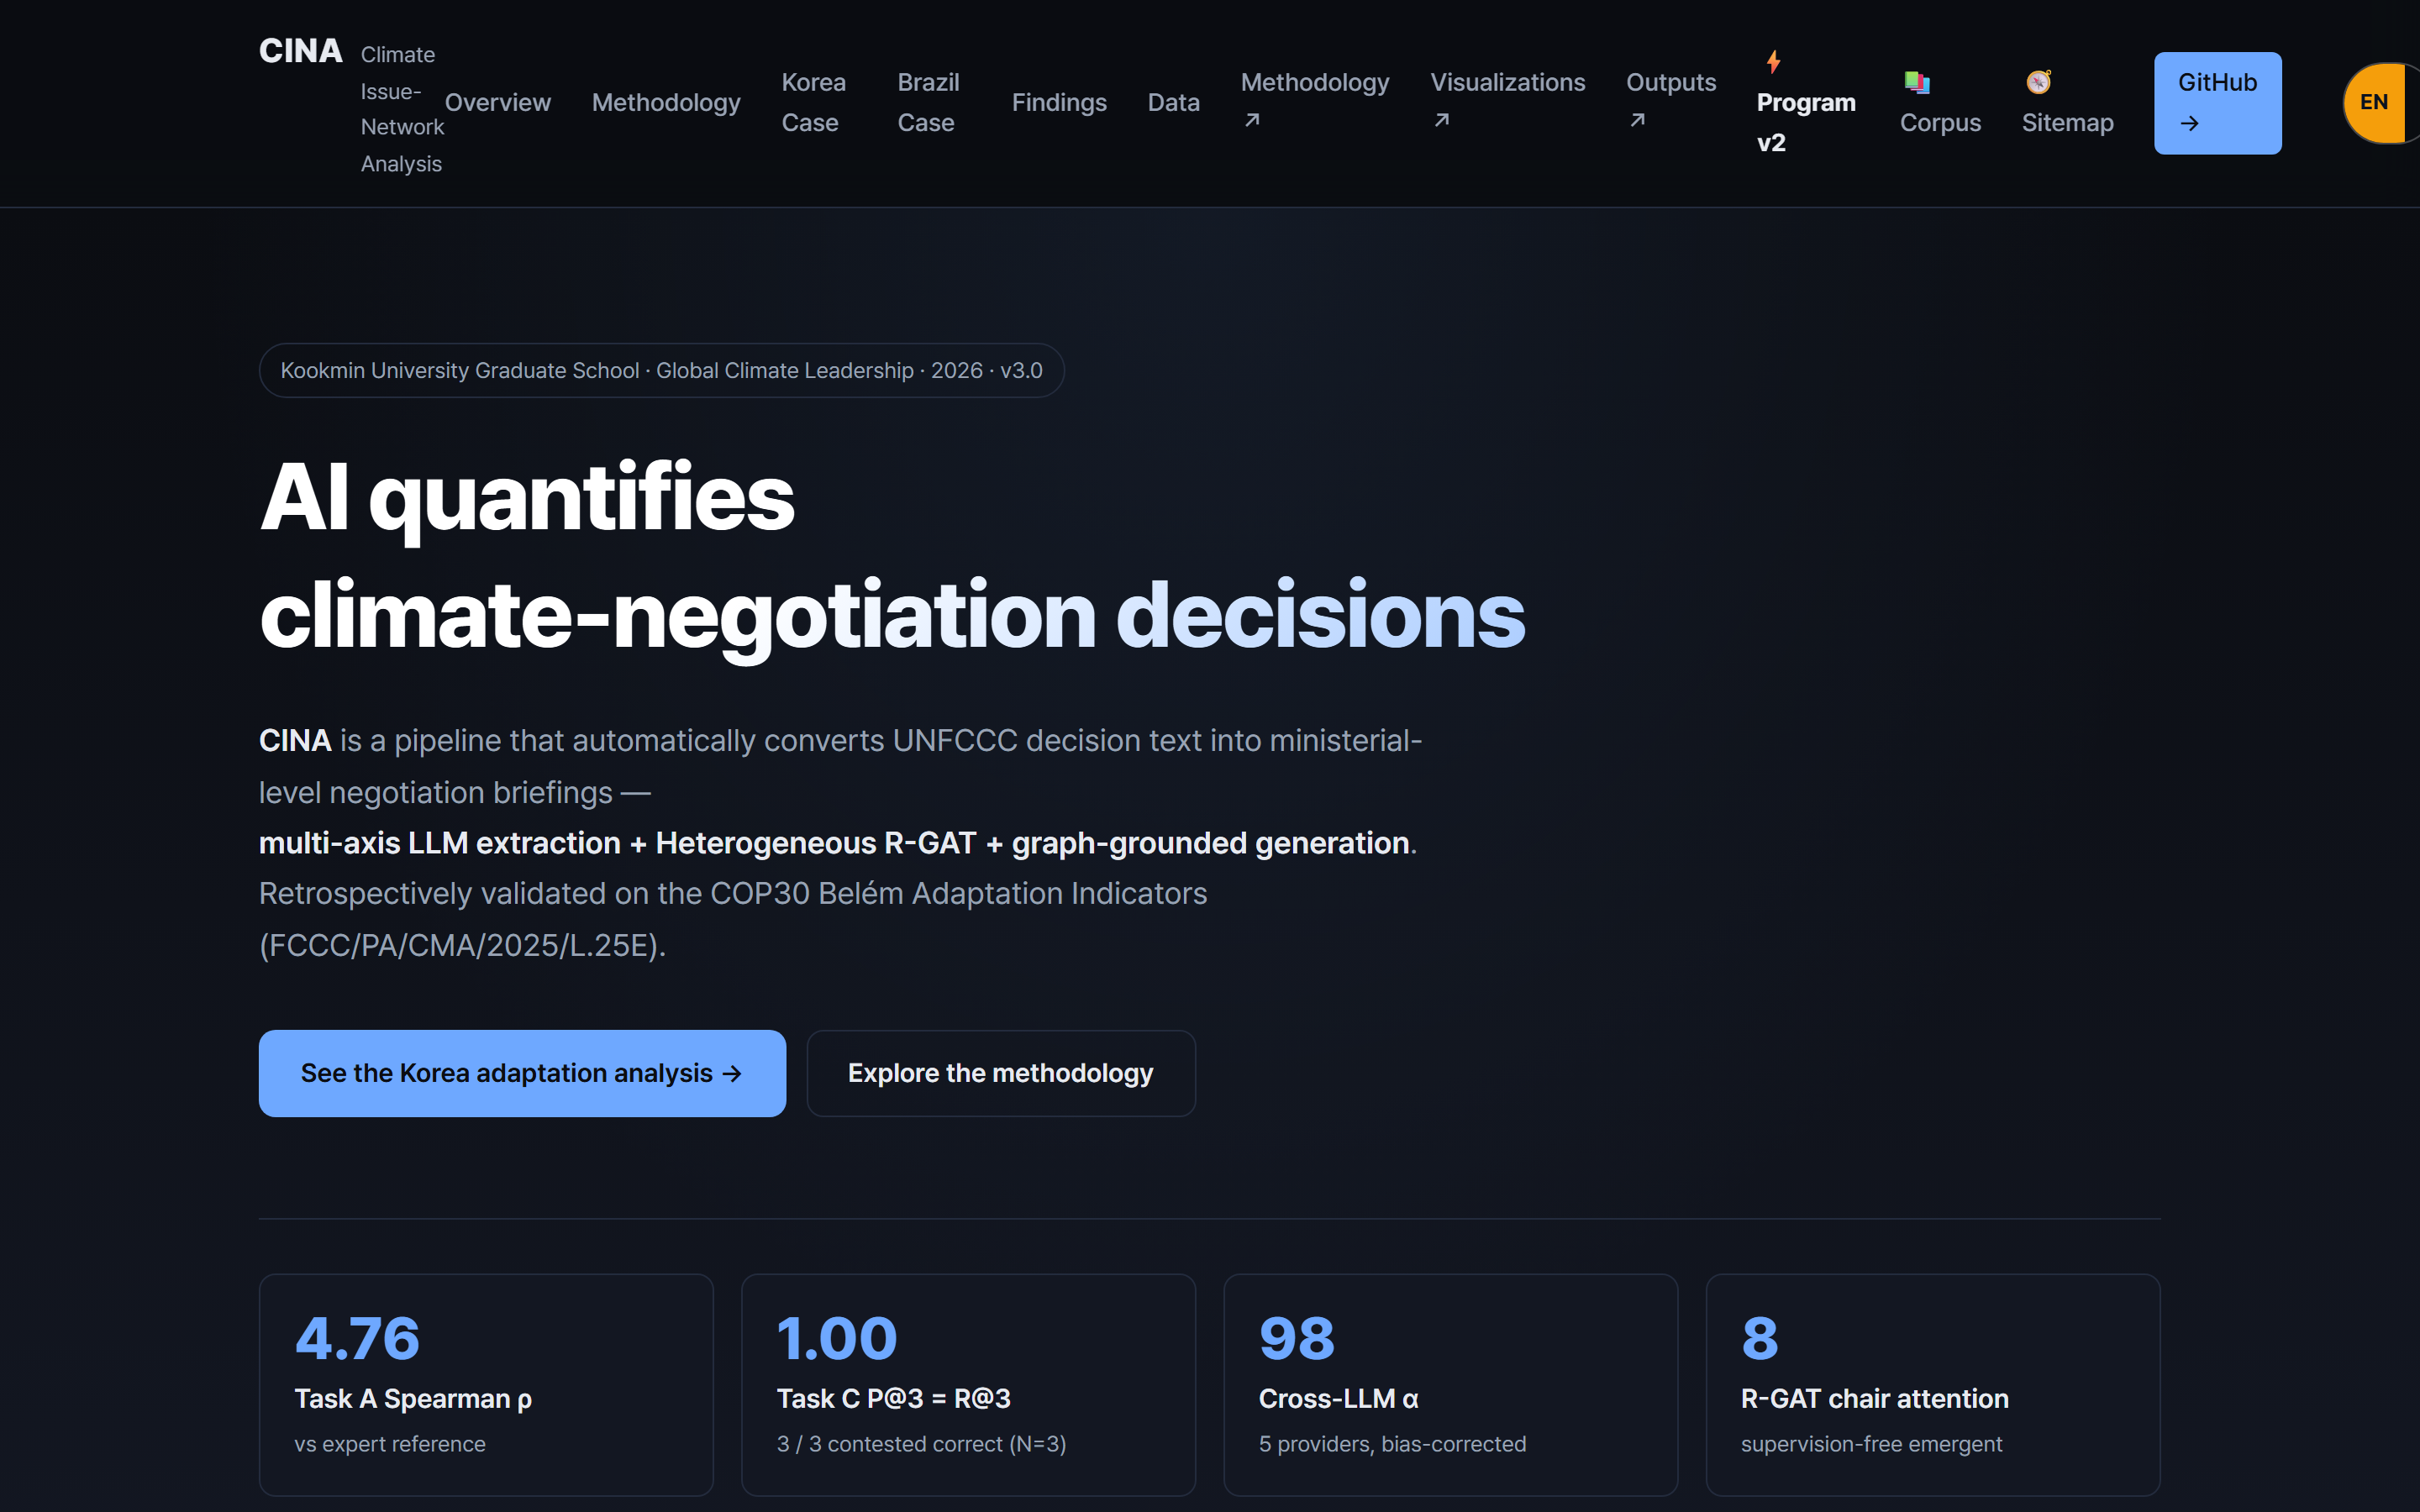 CINA
Climate
Issue-
Network
Analysis
Overview
Methodology
Korea
Case
Brazil
Case
Findings
Data
Methodology
↗
Visualizations
↗
Outputs
↗
Program
v2
Corpus
Sitemap
GitHub
→
EN
Kookmin University Graduate School · Global Climate Leadership · 2026 · v3.0
AI quantifies
climate-negotiation decisions
CINA is a pipeline that automatically converts UNFCCC decision text into ministerial-
level negotiation briefings —
multi-axis LLM extraction + Heterogeneous R-GAT + graph-grounded generation.
Retrospectively validated on the COP30 Belém Adaptation Indicators
(FCCC/PA/CMA/2025/L.25E).
See the Korea adaptation analysis →
Explore the methodology
4.76
Task A Spearman ρ
vs expert reference
1.00
Task C P@3 = R@3
3 / 3 contested correct (N=3)
98
Cross-LLM α
5 providers, bias-corrected
8
R-GAT chair attention
supervision-free emergent